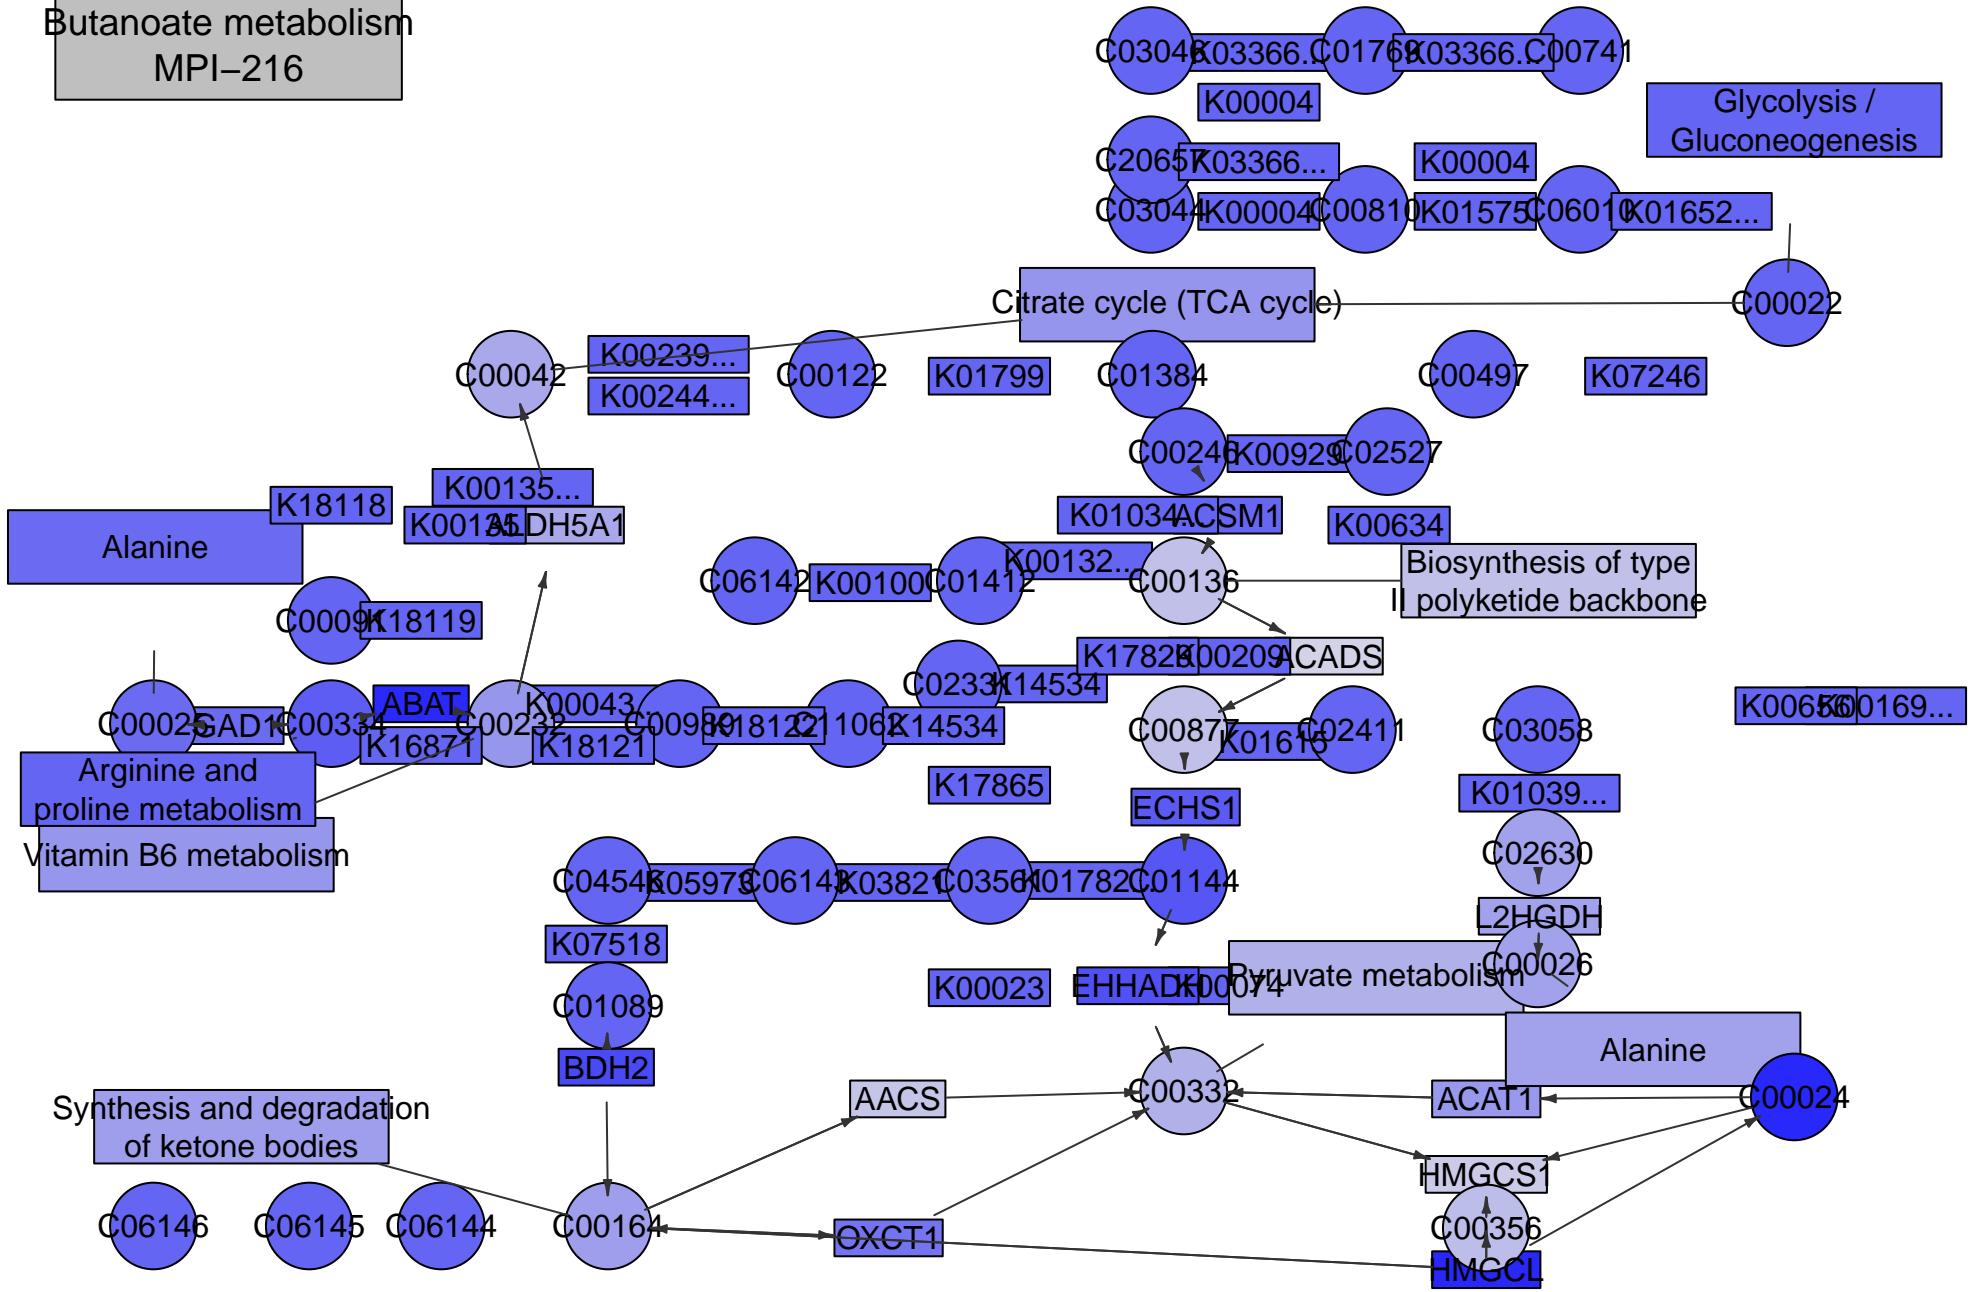 Butanoate metabolism
MPI−216
C03046 K03366... C01769 K03366... C00741
K00004
Glycolysis /
Gluconeogenesis
C20657 K03366... K00004
C03044 K00004 C00810 K01575 C06010 K01652...
Citrate cycle (TCA cycle) C00022
K00239...
C00042 C00122 K01799 C01384 C00497 K07246
K00244...
C00246 K00929 C02527
K00135...
K18118
K00135 ALDH5A1 K01034... ACSM1 K00634
Alanine
K00132...
Biosynthesis of type
II polyketide backbone
C06142 K00100 C01412 C00136
C00091 K18119
K17829 K00209 ACADS
C02331 K14534
ABAT K00043...
K00656 K00169...
C00025 GAD1 C00334 C00232 C00989 K18122 C11062 K14534 C00877 C02411 C03058
K16871 K18121 K01615
Arginine and
proline metabolism
K17865 ECHS1 K01039...
Vitamin B6 metabolism
C02630
C04546 K05973 C06143 K03821 C03561 K01782... C01144
L2HGDH
K07518
C00026
Pyruvate metabolism
K00023 EHHADH K00074
C01089
Alanine
BDH2
AACS C00332 ACAT1 C00024
Synthesis and degradation
of ketone bodies
HMGCS1
C06146 C06145 C06144 C00164 OXCT1 C00356
HMGCL